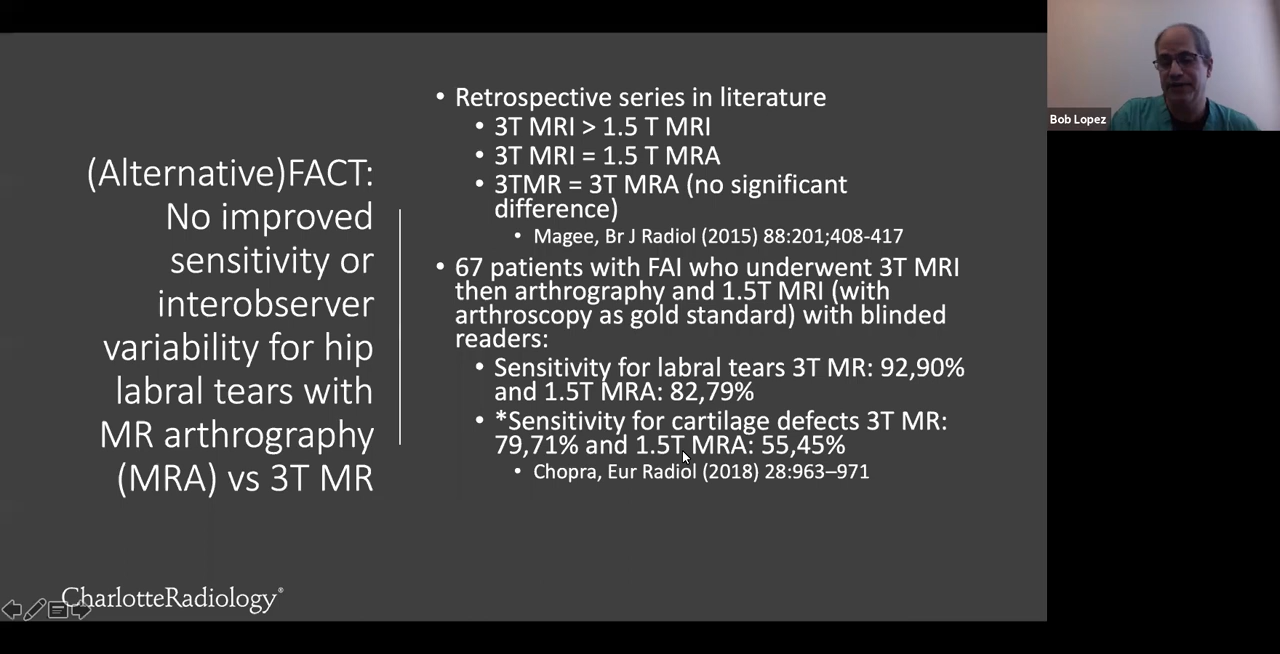 (Alternative)FACT:
No improved
sensitivity or
interobserver
variability for hip
labral tears with
MR arthrography
(MRA) vs 3T MR
• Retrospective series in literature
• 3T MRI > 1.5 T MRI
• 3T MRI = 1.5 T MRA
• 3TMR = 3T MRA (no significant
difference)
• Magee, Br J Radiol (2015) 88:201;408-417
• 67 patients with FAI who underwent 3T MRI
then arthrography and 1.5T MRI (with
arthroscopy as gold standard) with blinded
readers:
• Sensitivity for labral tears 3T MR: 92,90%
and 1.5T MRA: 82,79%
• *Sensitivity for cartilage defects 3T MR:
79,71% and 1.5T MRA: 55,45%
• Chopra, Eur Radiol (2018) 28:963–971
CharlotteRadiology®
Bob Lopez